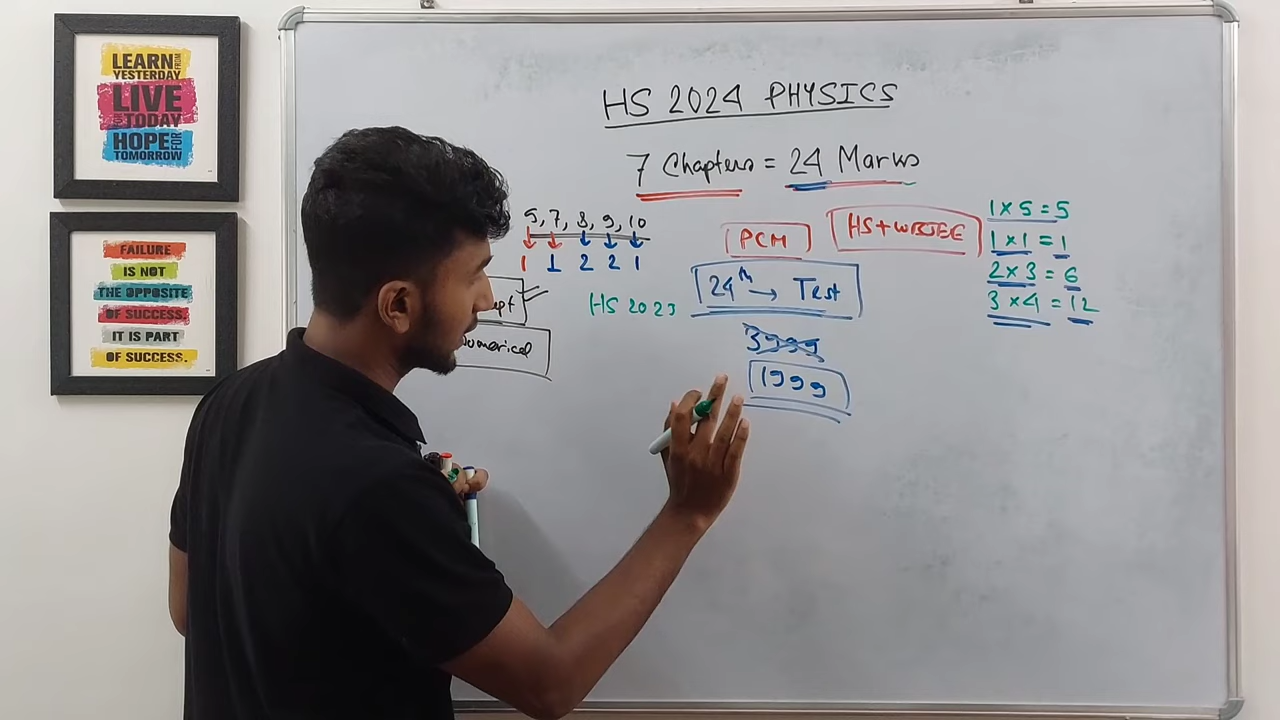 LEARN FROM
YESTERDAY
LIVE FOR
TODAY
HOPE FOR
TOMORROW
FAILURE
IS NOT
THE OPPOSITE
OF SUCCESS
IT IS PART
OF SUCCESS.
HS 2024 PHYSICS
7 Chapters = 24 Marks
5, 7, 8, 9, 10
1 1 2 2 1
Numerical
HS 2023
PCM
HS+WBJEE
24th → Test
3999
1999
1 × 5 = 5
1 × 1 = 1
2 × 3 = 6
3 × 4 = 12